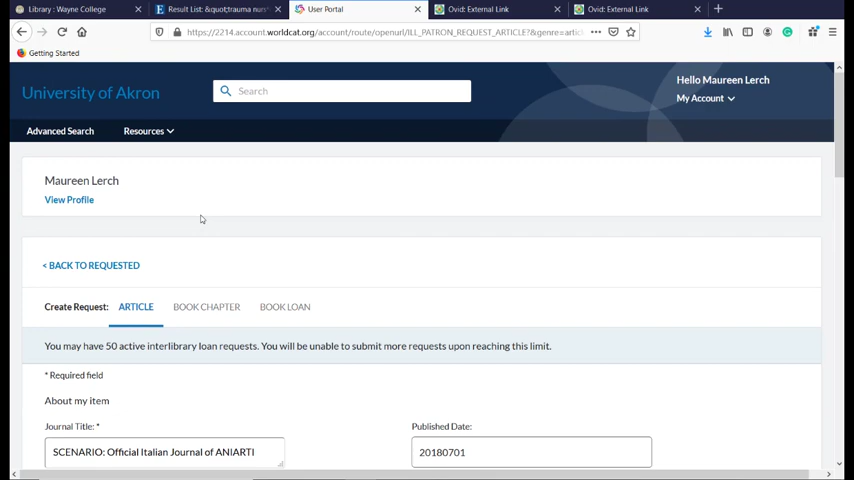 Library : Wayne College
Result List: &quot;trauma nurs
User Portal
Ovid: External Link
Ovid: External Link
https://2214.account.worldcat.org/account/route/openurl/ILL_PATRON_REQUEST_ARTICLE?&genre=artic
Getting Started
University of Akron
Search
Hello Maureen Lerch
My Account
Advanced Search
Resources
Maureen Lerch
View Profile
< BACK TO REQUESTED
Create Request: ARTICLE BOOK CHAPTER BOOK LOAN
You may have 50 active interlibrary loan requests. You will be unable to submit more requests upon reaching this limit.
* Required field
About my item
Journal Title: *
Published Date:
SCENARIO: Official Italian Journal of ANIARTI
20180701